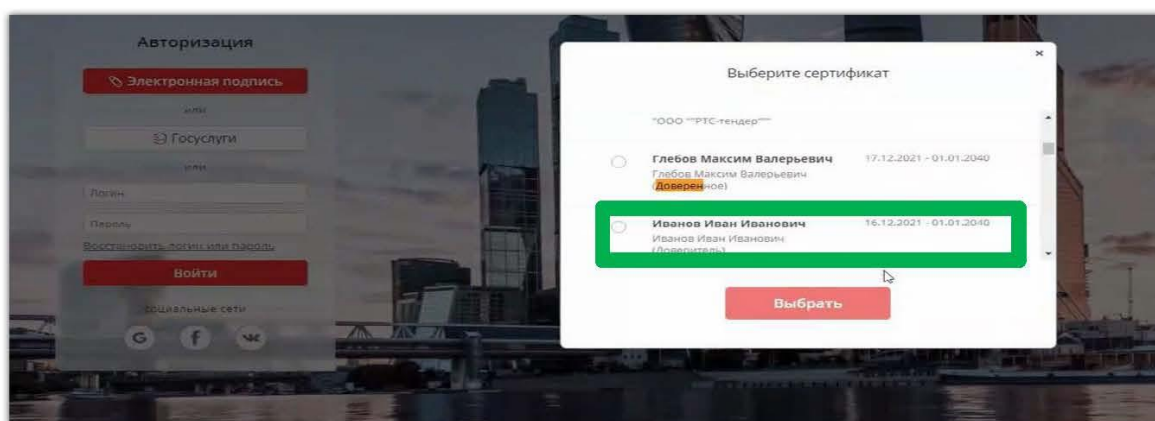 Авторизация
Электронная подпись
или
Госуслуги
или
Логин
Пароль
Восстановить логин или пароль
Войти
социальные сети
G f
Выберите сертификат
×
"ООО ""РТС-тендер"""
Глебов Максим Валерьевич 17.12.2021 - 01.01.2040
Глебов Максим Валерьевич
(Доверенное)
Иванов Иван Иванович 16.12.2021 - 01.01.2040
Иванов Иван Иванович
(Доверитель)
Выбрать